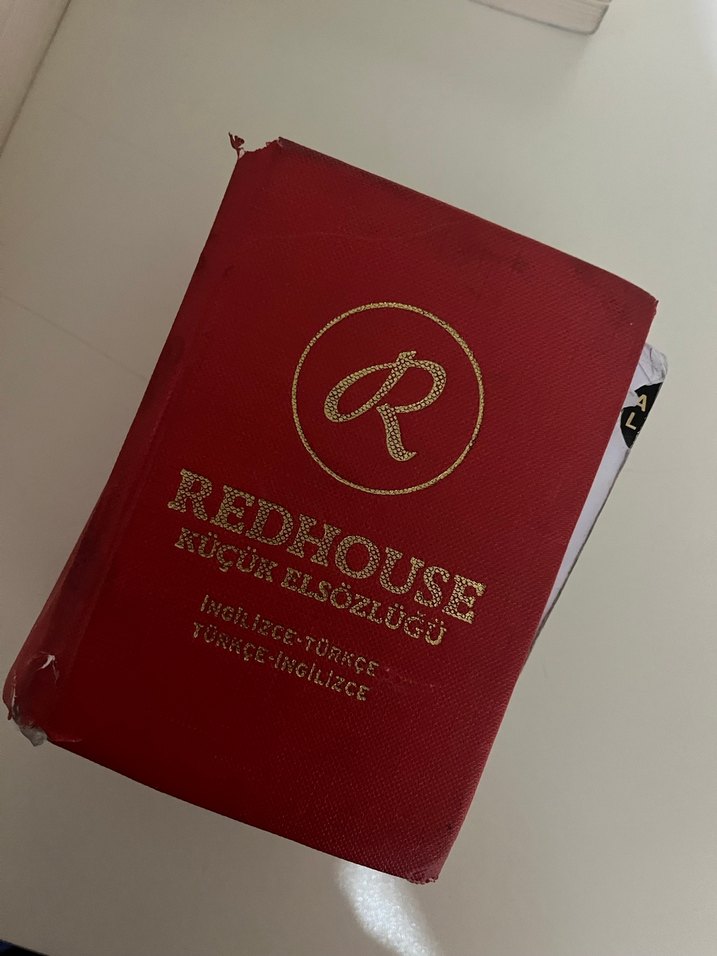 R
REDHOUSE
KÜÇÜK ELSÖZLÜĞÜ
İNGİLİZCE-TÜRKÇE
TÜRKÇE-İNGİLİZCE
A
L